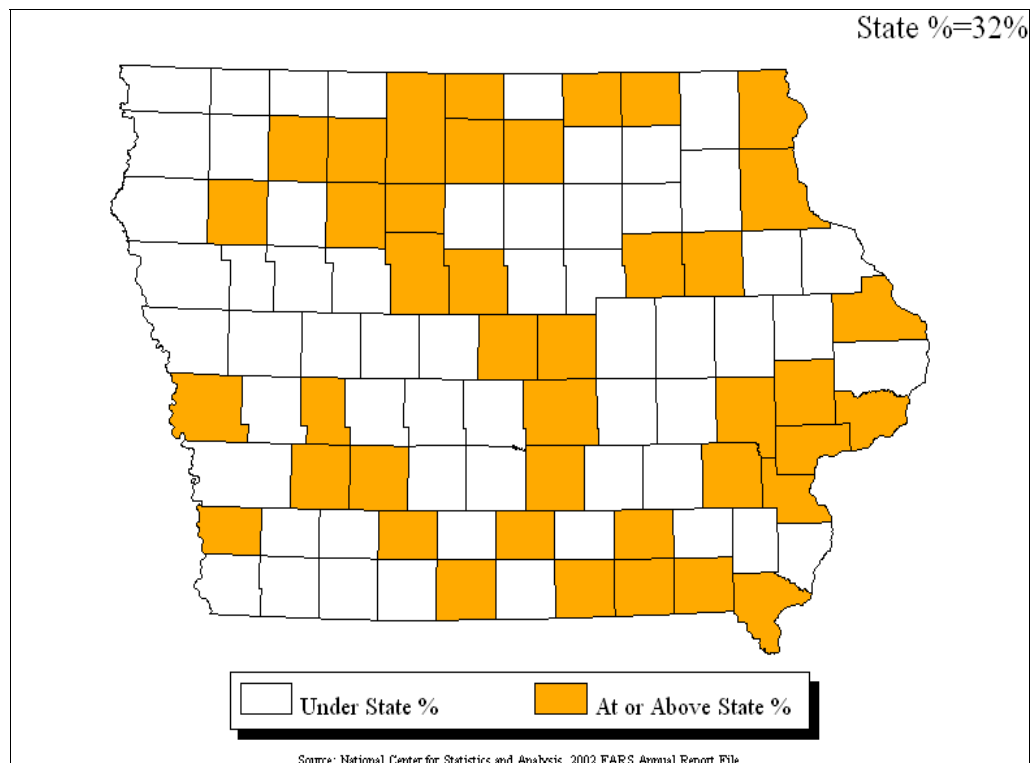 State %=32%
Under State %
At or Above State %
Source: National Center for Statistics and Analysis, 2002 FARS Annual Report File